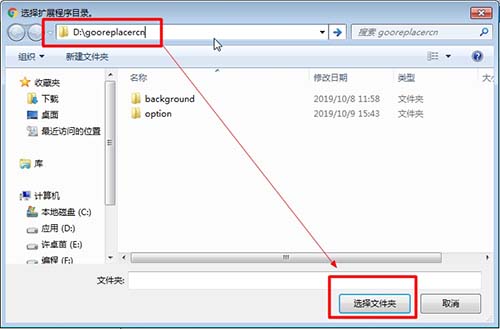 选择扩展程序目录。
D:\gooreplacercn
搜索 gooreplacercn
组织 新建文件夹
收藏夹
下载
桌面
最近访问的位置
库
计算机
本地磁盘 (C:)
应用 (D:)
许卓茴 (E:)
编程 (F:)
名称 修改日期 类型
background 2019/10/8 11:58 文件夹
option 2019/10/9 15:43 文件夹
文件夹:
选择文件夹 取消